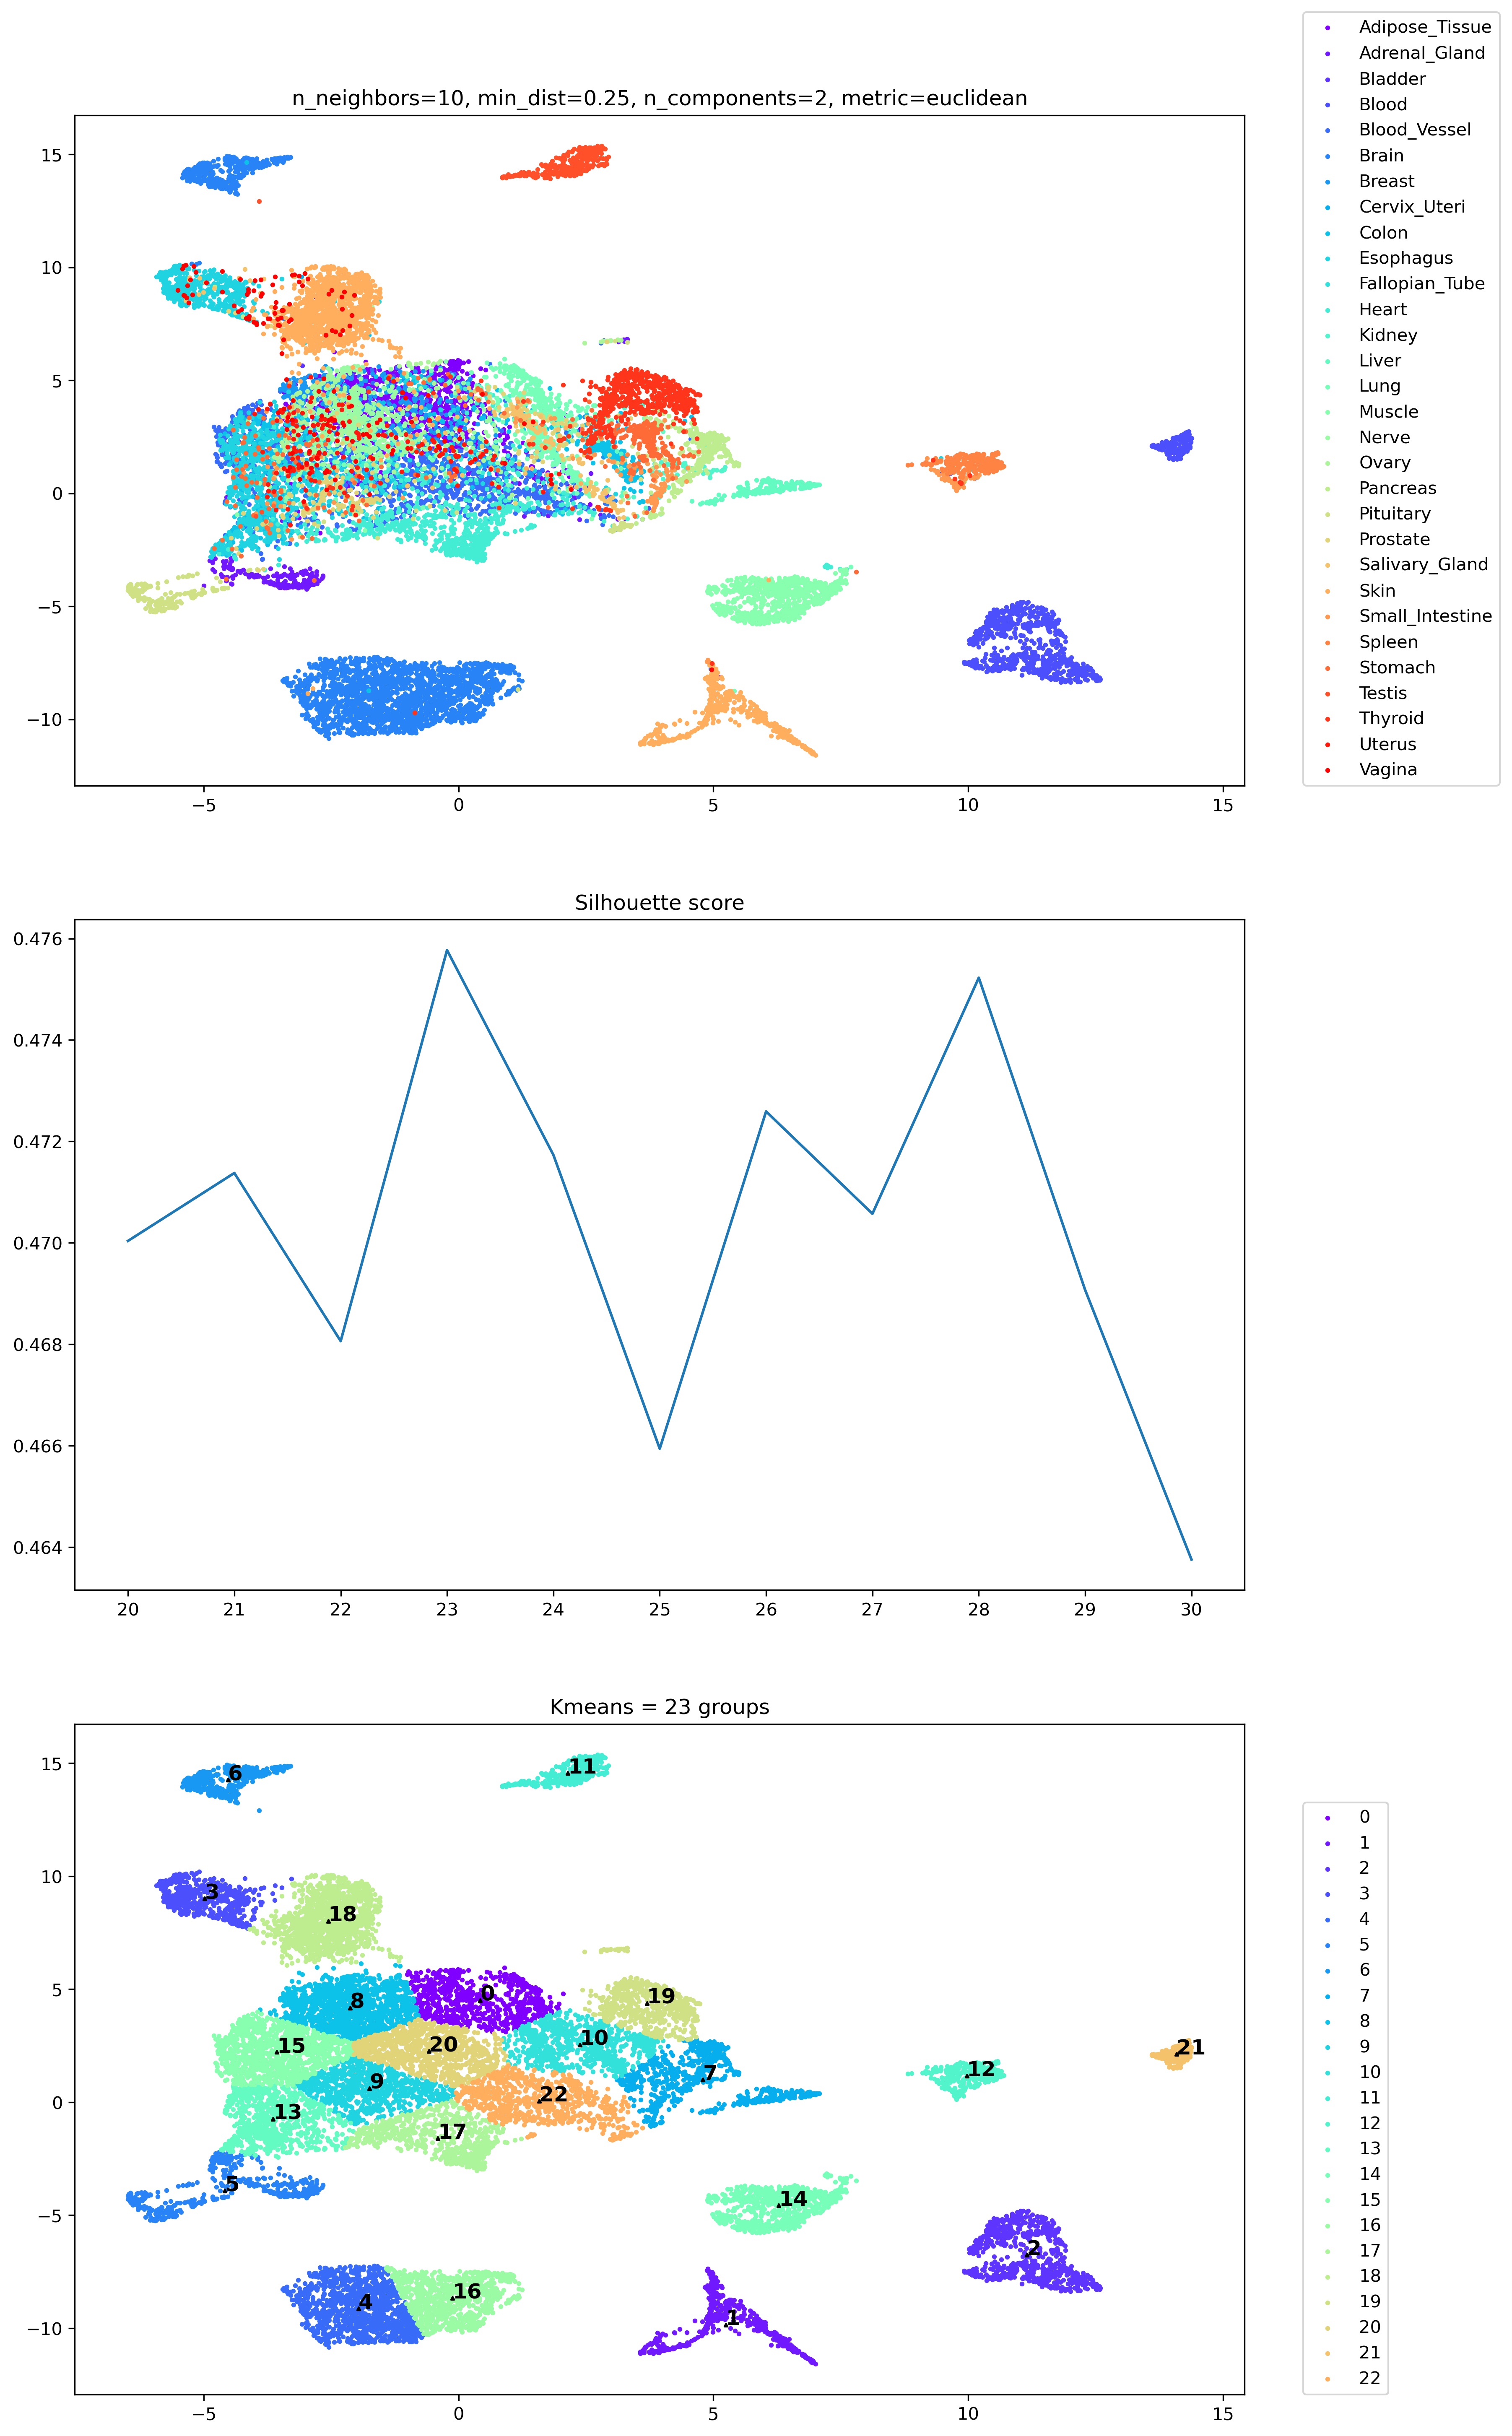 n_neighbors=10, min_dist=0.25, n_components=2, metric=euclidean
15
10
5
0
−5
−10
−5
0
5
10
15
Adipose_Tissue
Adrenal_Gland
Bladder
Blood
Blood_Vessel
Brain
Breast
Cervix_Uteri
Colon
Esophagus
Fallopian_Tube
Heart
Kidney
Liver
Lung
Muscle
Nerve
Ovary
Pancreas
Pituitary
Prostate
Salivary_Gland
Skin
Small_Intestine
Spleen
Stomach
Testis
Thyroid
Uterus
Vagina
Silhouette score
0.476
0.474
0.472
0.470
0.468
0.466
0.464
20
21
22
23
24
25
26
27
28
29
30
Kmeans = 23 groups
15
10
5
0
−5
−10
−5
0
5
10
15
6
11
3
18
8
0
19
15
20
10
21
9
7
12
13
22
17
5
14
2
4
16
1
0
1
2
3
4
5
6
7
8
9
10
11
12
13
14
15
16
17
18
19
20
21
22